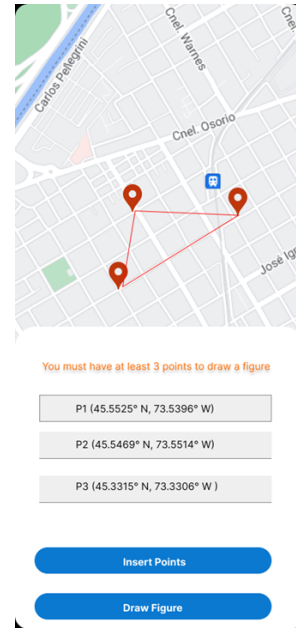 Cnel. Warnes
Cnel
Carlos Pellegrini
Cnel. Osorio
José Ig
You must have at least 3 points to draw a figure
P1 (45.5525° N, 73.5396° W)
P2 (45.5469° N, 73.5514° W)
P3 (45.3315° N, 73.3306° W )
Insert Points
Draw Figure